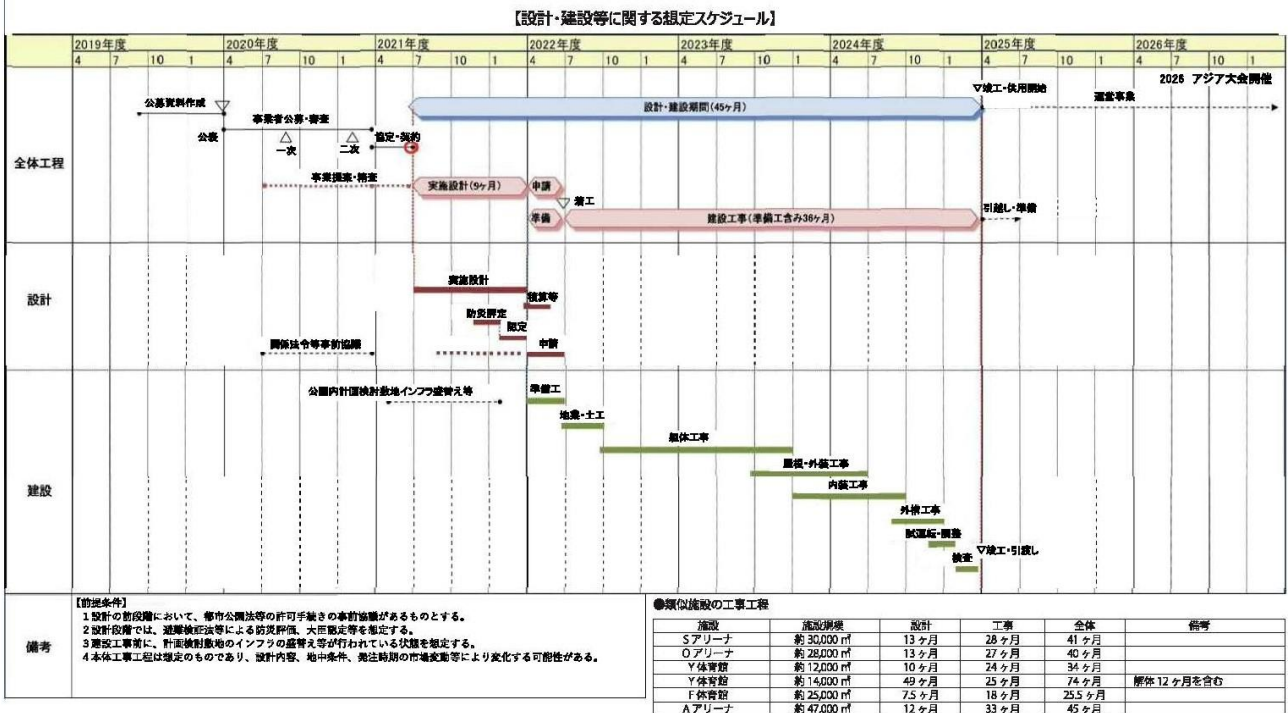 【設計・建設等に関する想定スケジュール】
2019年度 2020年度 2021年度 2022年度 2023年度 2024年度 2025年度 2026年度
4 7 10 1 4 7 10 1 4 7 10 1 4 7 10 1 4 7 10 1 4 7 10 1 4 7 10 1 4 7 10 1
2026 アジア大会開催
▽竣工・供用開始
公募資料作成
設計・建設期間(45ヶ月)
運営事業
公表
事業者公募・審査
一次
二次
協定・契約
全体工程
事業提案・精査
実施設計(9ヶ月)
申請
着工
準備
建設工事(準備工含み36ヶ月)
引越し・準備
設計
実施設計
積算等
防災評定
認定
関係法令等事前協議
申請
建設
公園内計画検討敷地インフラ盛替え等
準備工
地業・土工
躯体工事
屋根・外装工事
内装工事
外構工事
試運転・調整
検査
▽竣工・引渡し
備考
【前提条件】
1 設計の前段階において、都市公園法等の許可手続きの事前協議があるものとする。
2 設計段階では、避難検証法等による防災評価、大臣認定等を想定する。
3 建設工事前に、計画検討敷地のインフラの盛替え等が行われている状態を想定する。
4 本体工事工程は想定のものであり、設計内容、地中条件、発注時期の市場変動等により変化する可能性がある。
●類似施設の工事工程
施設 施設規模 設計 工事 全体 備考
Sアリーナ 約 30,000 ㎡ 13 ヶ月 28 ヶ月 41 ヶ月
Oアリーナ 約 28,000 ㎡ 13 ヶ月 27 ヶ月 40 ヶ月
Y体育館 約 12,000 ㎡ 10 ヶ月 24 ヶ月 34 ヶ月
Y体育館 約 14,000 ㎡ 49 ヶ月 25 ヶ月 74 ヶ月 解体 12 ヶ月を含む
F体育館 約 25,000 ㎡ 7.5 ヶ月 18 ヶ月 25.5 ヶ月
Aアリーナ 約 47,000 ㎡ 12 ヶ月 33 ヶ月 45 ヶ月